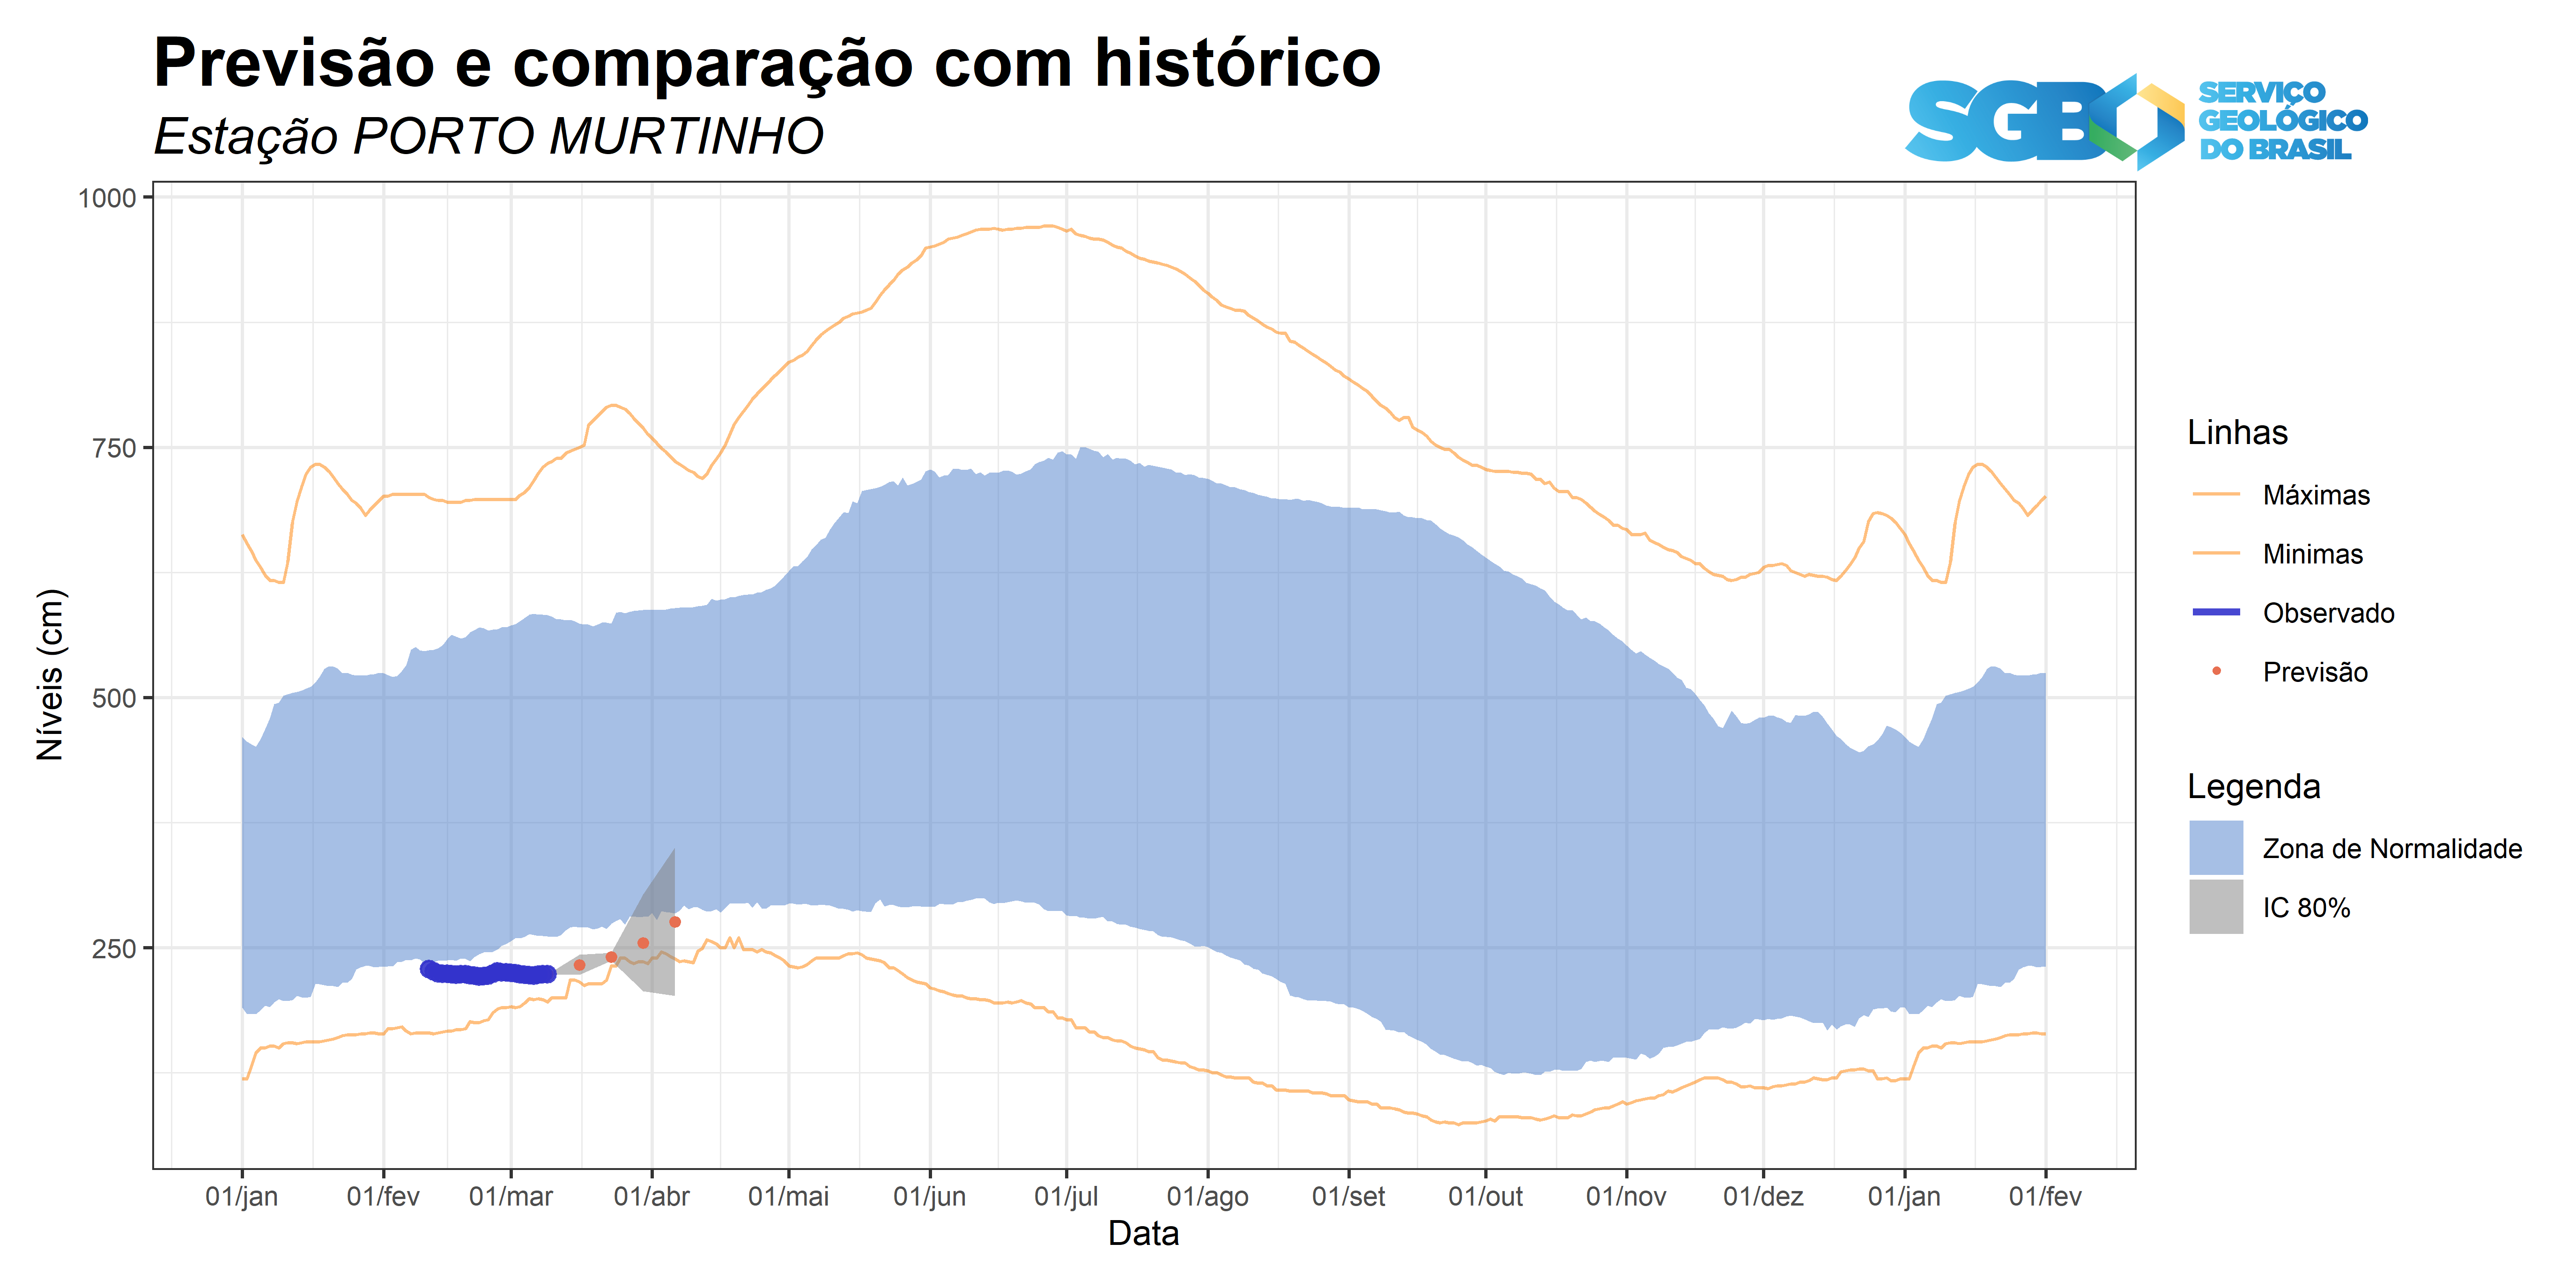 Previsão e comparação com histórico
Estação PORTO MURTINHO
SGB
SERVIÇO
GEOLÓGICO
DO BRASIL
1000
750
500
250
Níveis (cm)
01/jan
01/fev
01/mar
01/abr
01/mai
01/jun
01/jul
01/ago
01/set
01/out
01/nov
01/dez
01/jan
01/fev
Data
Linhas
Máximas
Minimas
Observado
Previsão
Legenda
Zona de Normalidade
IC 80%